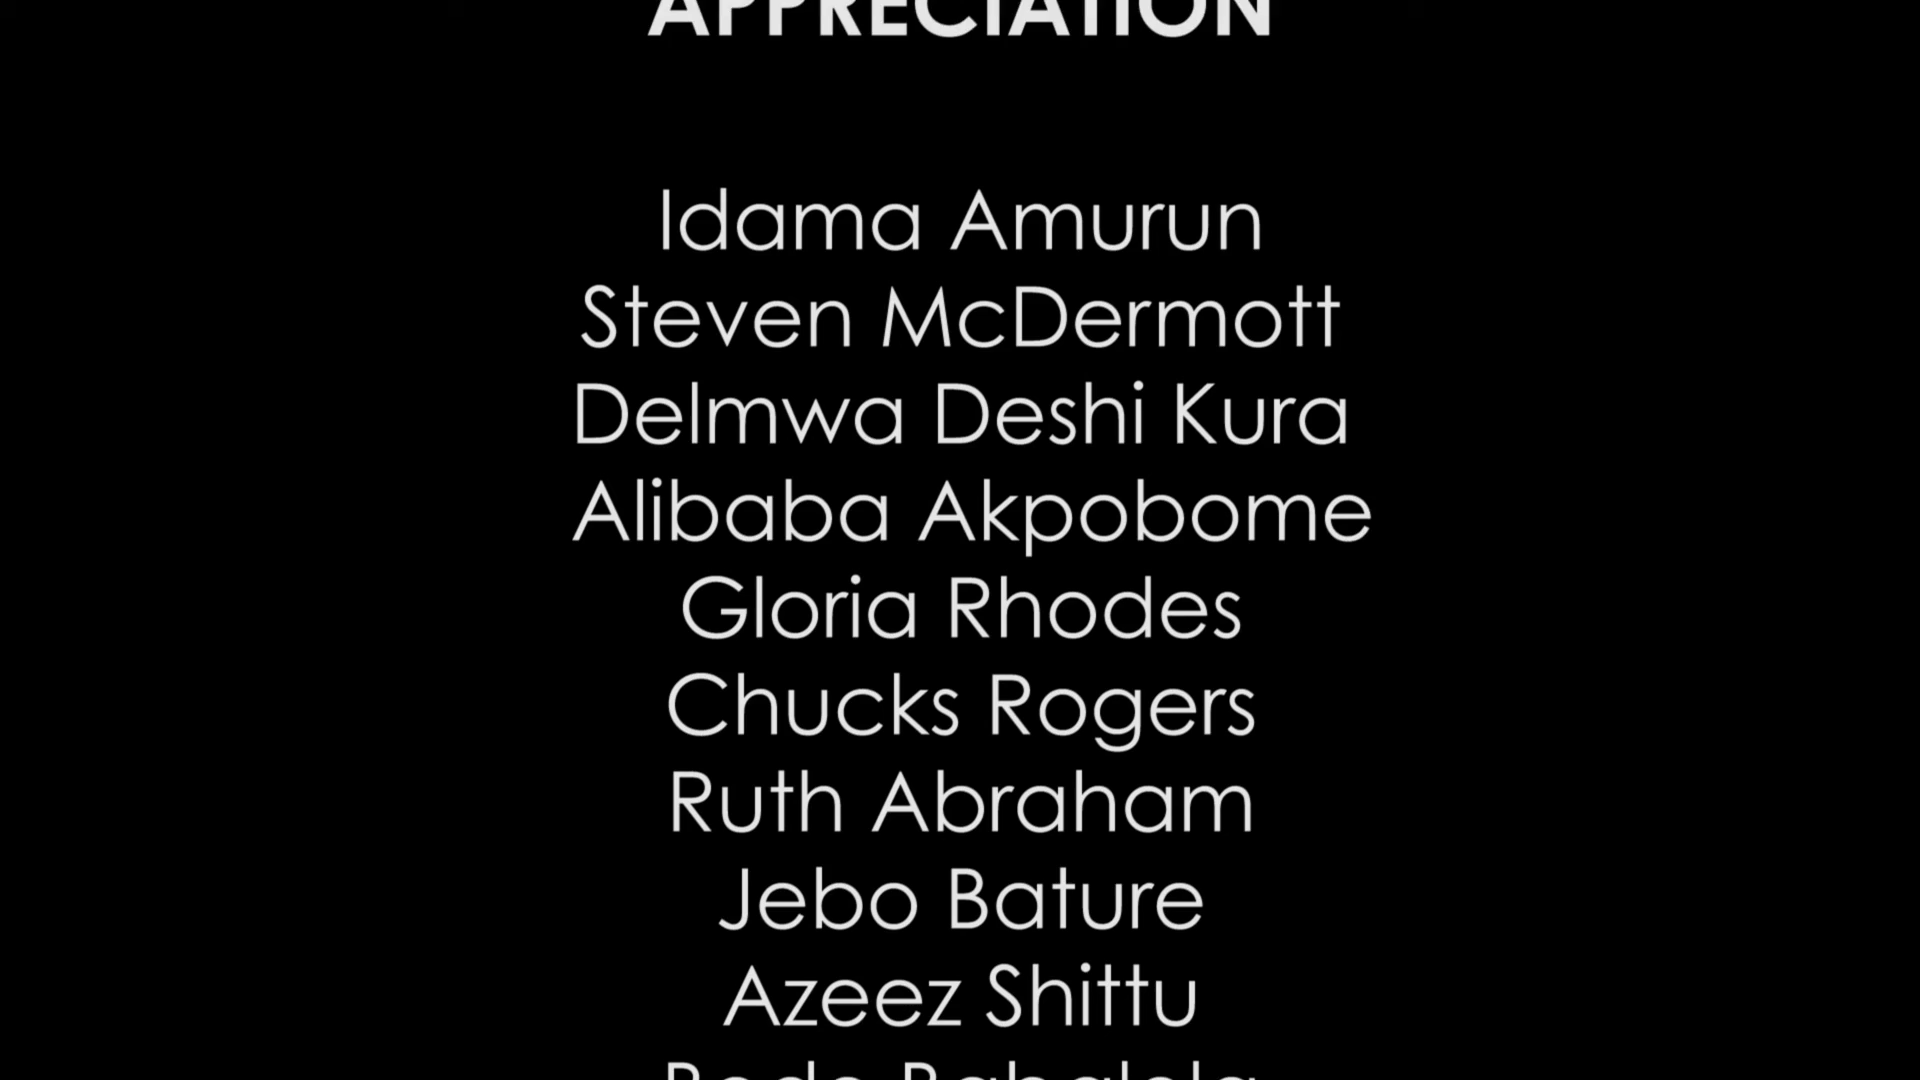 APPRECIATION
Idama Amurun
Steven McDermott
Delmwa Deshi Kura
Alibaba Akpobome
Gloria Rhodes
Chucks Rogers
Ruth Abraham
Jebo Bature
Azeez Shittu